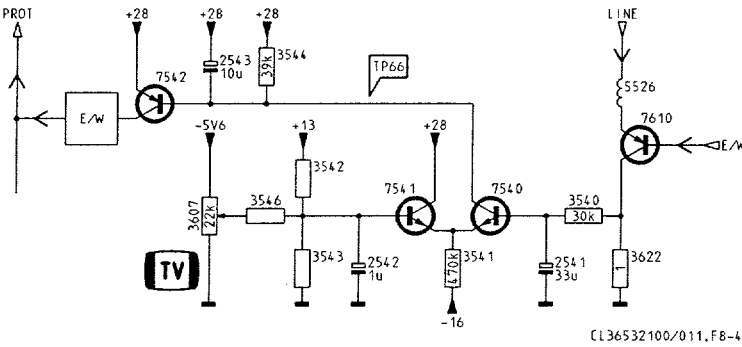 PROT
+28
+28
+28
LINE
2543
10u
3544
39k
TP66
7542
5526
E/W
7610
-5V6
+13
+28
E/W
3542
7541
7540
3546
3540
30k
3607
22k
3543
2542
1u
3541
470k
2541
33u
3622
1
TV
-16
CL36532100/011.F8-4